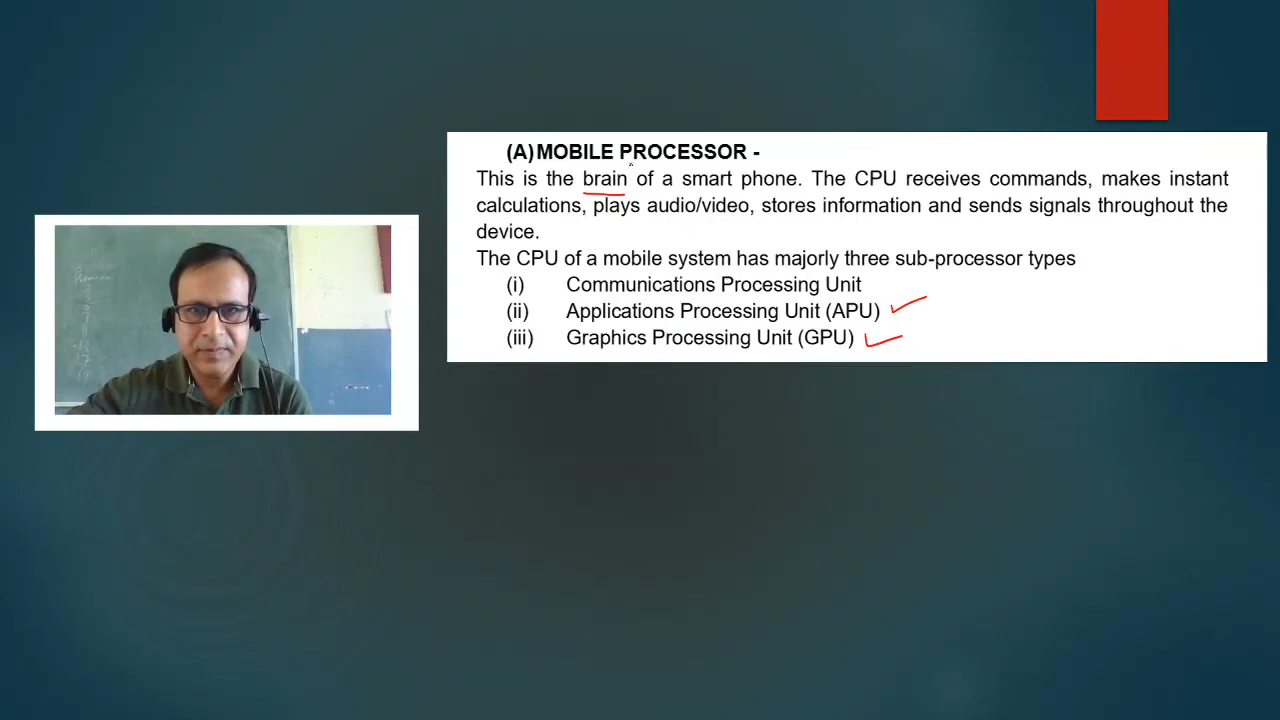 (A) MOBILE PROCESSOR -
This is the brain of a smart phone. The CPU receives commands, makes instant
calculations, plays audio/video, stores information and sends signals throughout the
device.
The CPU of a mobile system has majorly three sub-processor types
(i) Communications Processing Unit
(ii) Applications Processing Unit (APU)
(iii) Graphics Processing Unit (GPU)